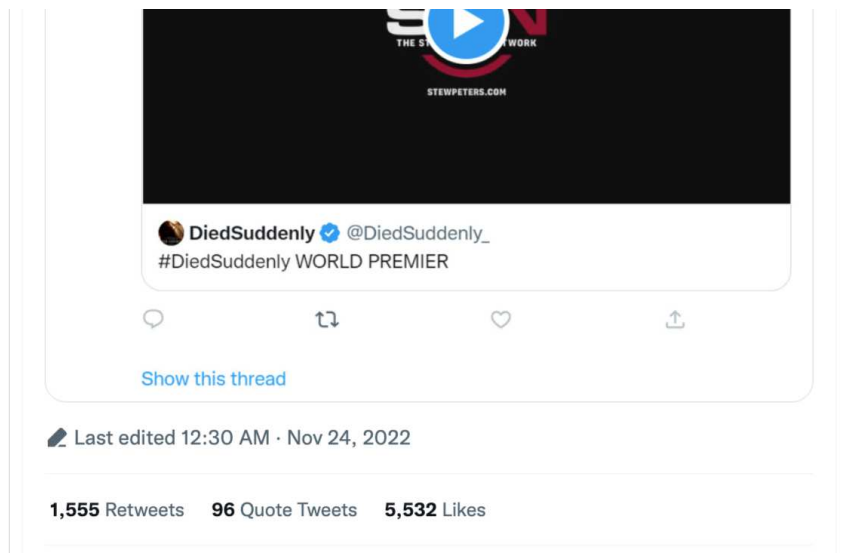 THE ST TWORK
STEWPETERS.COM
DiedSuddenly @DiedSuddenly_
#DiedSuddenly WORLD PREMIER
Show this thread
Last edited 12:30 AM · Nov 24, 2022
1,555 Retweets 96 Quote Tweets 5,532 Likes